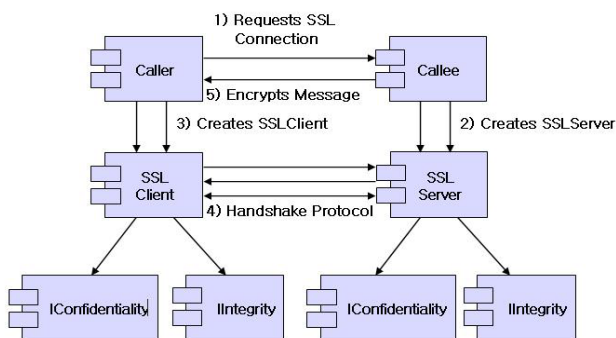 1) Requests SSL
Connection
Caller
Callee
5) Encrypts Message
3) Creates SSLClient
2) Creates SSLServer
SSL
Client
SSL
Server
4) Handshake Protocol
IConfidentiality
IIntegrity
IConfidentiality
IIntegrity